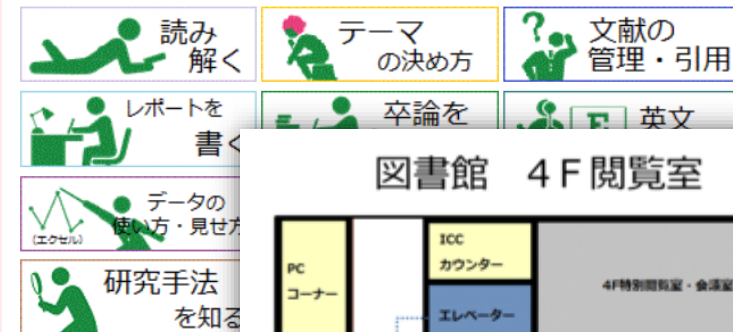 読み
解く
テーマ
の決め方
文献の
管理・引用
レポートを
書く
卒論を
E 英文
データの
使い方・見せ方
(エクセル)
研究手法
を知る
図書館 4F閲覧室
PC
コーナー
ICC
カウンター
エレベーター
4F特別閲覧室・会議室